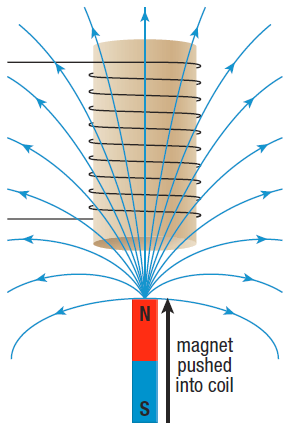 N
magnet
pushed
into coil
S